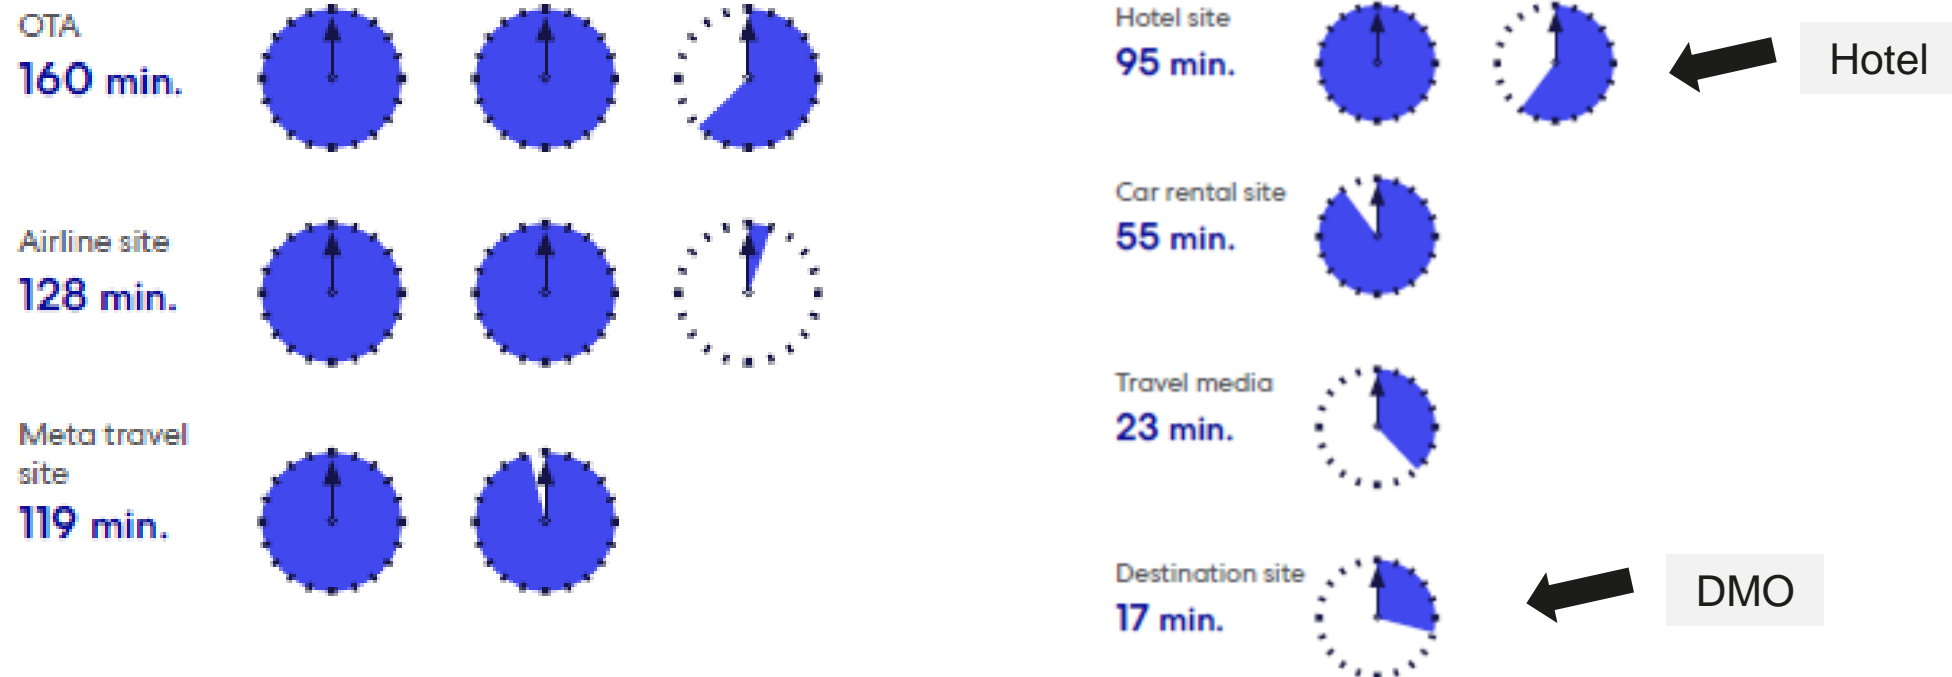 OTA
160 min.
Airline site
128 min.
Meta travel
site
119 min.
Hotel site
95 min.
Hotel
Car rental site
55 min.
Travel media
23 min.
Destination site
17 min.
DMO